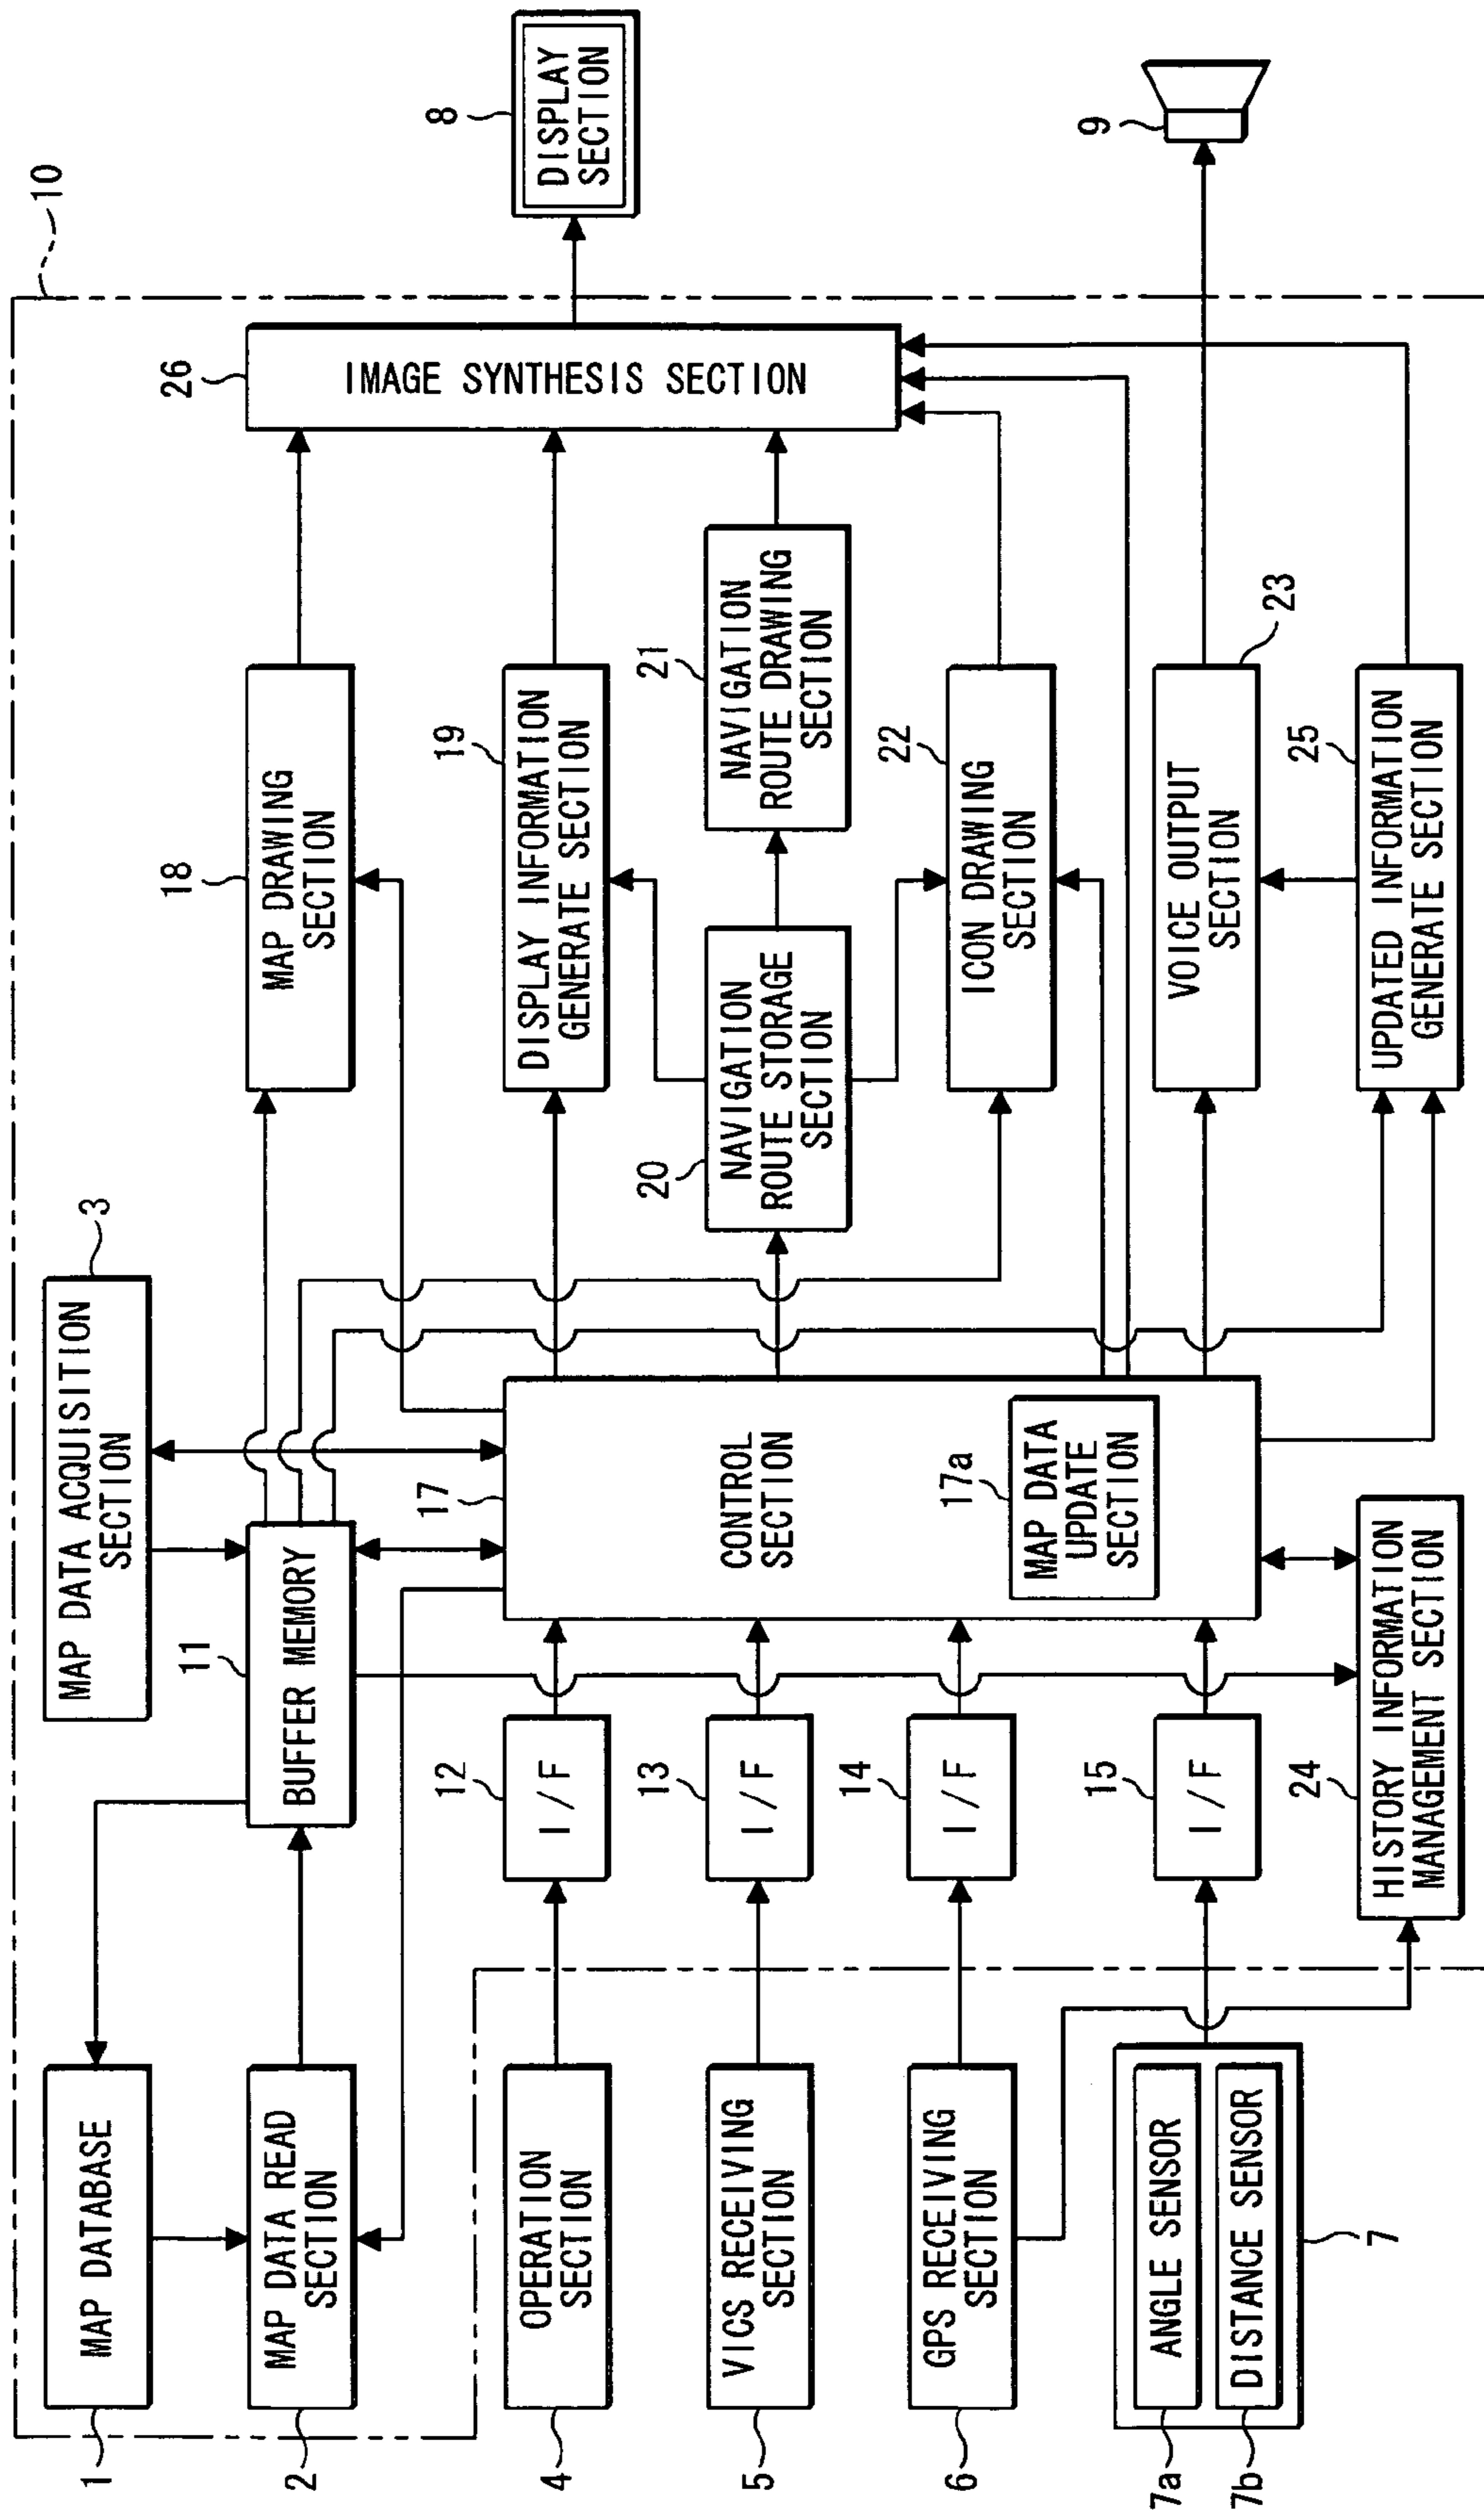 10
1
MAP DATABASE
2
MAP DATA READ
SECTION
3
MAP DATA ACQUISITION
SECTION
11
BUFFER MEMORY
18
MAP DRAWING
SECTION
26
IMAGE SYNTHESIS SECTION
8
DISPLAY
SECTION
4
OPERATION
SECTION
12
I/F
17
CONTROL
SECTION
17a
MAP DATA
UPDATE
SECTION
19
DISPLAY INFORMATION
GENERATE SECTION
5
VICS RECEIVING
SECTION
13
I/F
20
NAVIGATION
ROUTE STORAGE
SECTION
21
NAVIGATION
ROUTE DRAWING
SECTION
6
GPS RECEIVING
SECTION
14
I/F
22
ICON DRAWING
SECTION
7a
ANGLE SENSOR
7b
DISTANCE SENSOR
7
15
I/F
VOICE OUTPUT
SECTION
23
9
24
HISTORY INFORMATION
MANAGEMENT SECTION
25
UPDATED INFORMATION
GENERATE SECTION